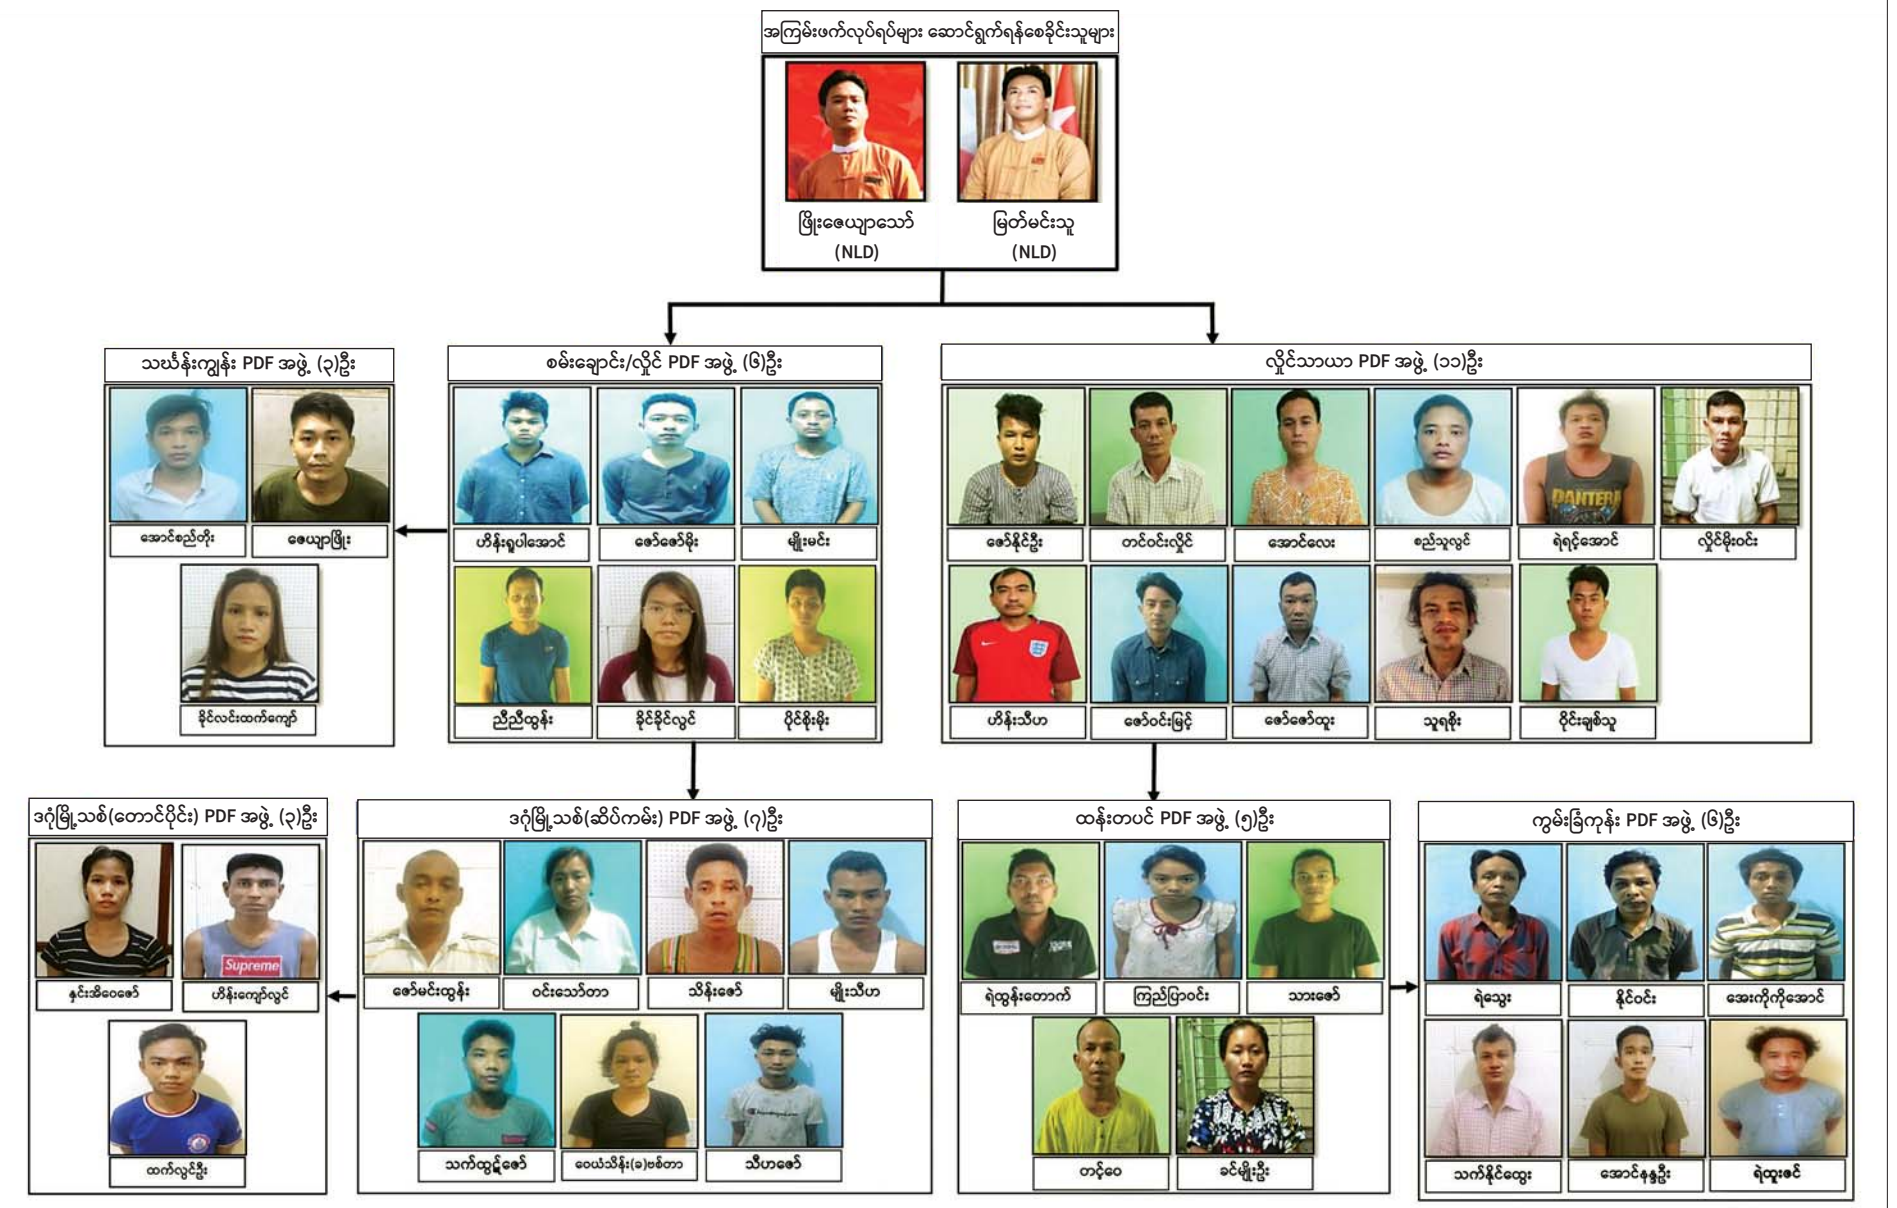 အကြမ်းဖက်လုပ်ရပ်များ ဆောင်ရွက်ရန်စေခိုင်းသူများ
ဖြိုးဇေယျာသော်
(NLD)
မြတ်မင်းသူ
(NLD)
သင်္ဃန်းကျွန်း PDF အဖွဲ့ (၃)ဦး
အောင်စည်တိုး
ဇေယျာဖြိုး
ခိုင်လင်းထက်ကျော်
စမ်းချောင်း/လှိုင် PDF အဖွဲ့ (၆)ဦး
ဟိန်းရူပါအောင်
ဇော်ဇော်မိုး
မျိုးမင်း
ညီညီထွန်း
ခိုင်ခိုင်လွင်
ပိုင်စိုးမိုး
လှိုင်သာယာ PDF အဖွဲ့ (၁၁)ဦး
ဇော်နိုင်ဦး
တင်ဝင်းလှိုင်
အောင်လေး
စည်သူလွင်
ရဲရင့်အောင်
လှိုင်မိုးဝင်း
ဟိန်းသီဟ
ဇော်ဝင်းမြင့်
ဇော်ဇော်ထူး
သူရစိုး
ဝိုင်းချစ်သူ
ဒဂုံမြို့သစ်(တောင်ပိုင်း) PDF အဖွဲ့ (၃)ဦး
နှင်းအိဝေဇော်
ဟိန်းကျော်လွင်
Supreme
ထက်လွင်ဦး
ဒဂုံမြို့သစ်(ဆိပ်ကမ်း) PDF အဖွဲ့ (၇)ဦး
ဇော်မင်းထွန်း
ဝင်းသော်တာ
သိန်းဇော်
မျိုးသီဟ
သက်ထွဋ်ဇော်
ဝေယံသိန်း(ခ)ဗစ်တာ
သီဟဇော်
ထန်းတပင် PDF အဖွဲ့ (၅)ဦး
ရဲထွန်းတောက်
ကြည်ပြာဝင်း
သားဇော်
တင့်ဝေ
ခင်မျိုးဦး
ကွမ်းခြံကုန်း PDF အဖွဲ့ (၆)ဦး
ရဲသွေး
နိုင်ဝင်း
အေးကိုကိုအောင်
သက်နိုင်ထွေး
အောင်နန္ဒဦး
ရဲထူးဇင်